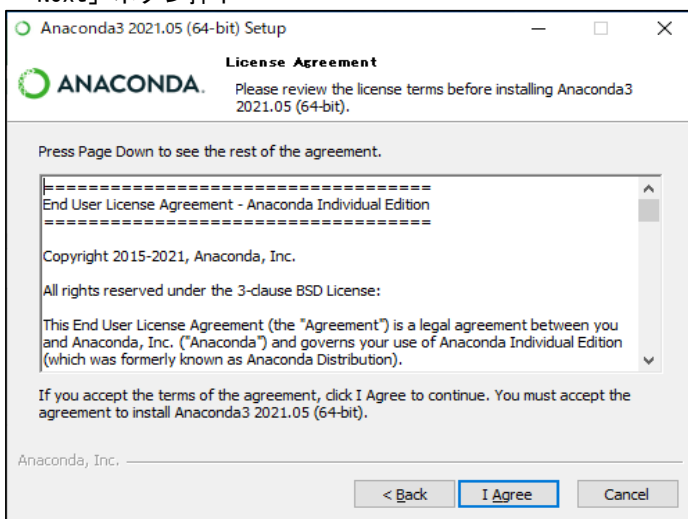 Anaconda3 2021.05 (64-bit) Setup
ANACONDA.
License Agreement
Please review the license terms before installing Anaconda3
2021.05 (64-bit).
Press Page Down to see the rest of the agreement.
===================================
End User License Agreement - Anaconda Individual Edition
===================================
Copyright 2015-2021, Anaconda, Inc.
All rights reserved under the 3-clause BSD License:
This End User License Agreement (the "Agreement") is a legal agreement between you
and Anaconda, Inc. ("Anaconda") and governs your use of Anaconda Individual Edition
(which was formerly known as Anaconda Distribution).
If you accept the terms of the agreement, click I Agree to continue. You must accept the
agreement to install Anaconda3 2021.05 (64-bit).
Anaconda, Inc.
< Back
I Agree
Cancel